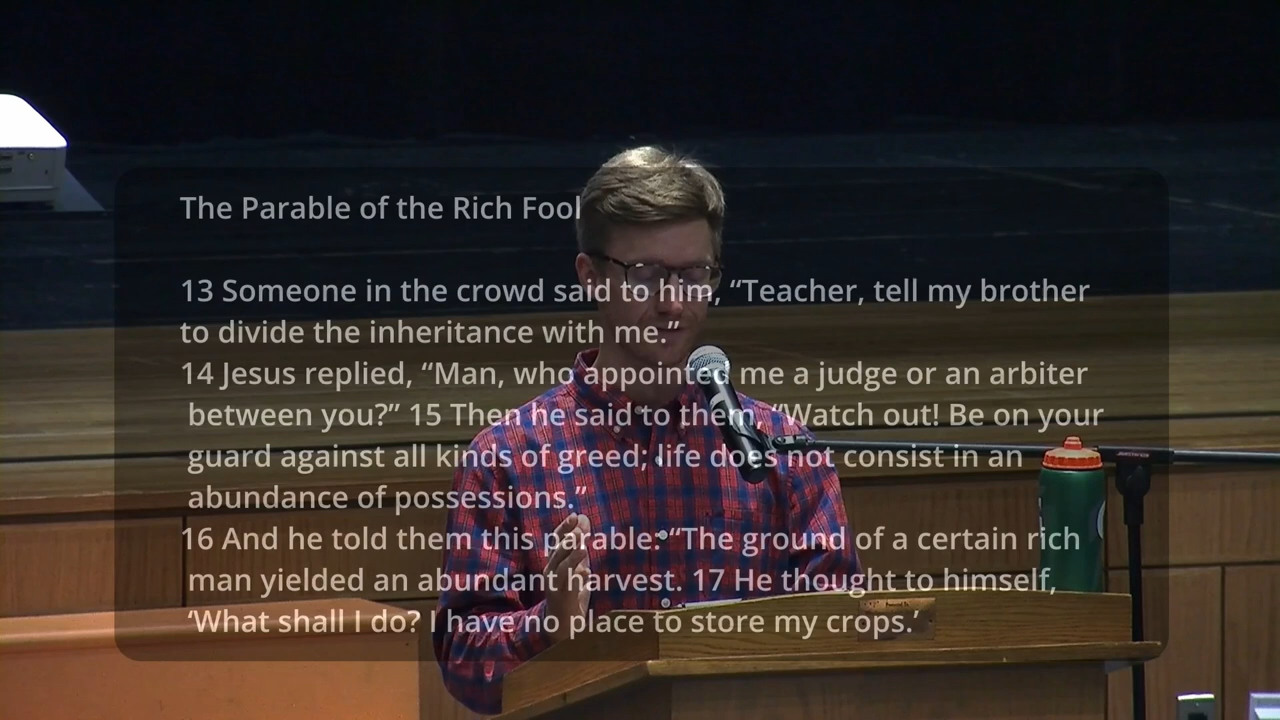 The Parable of the Rich Fool
13 Someone in the crowd said to him, “Teacher, tell my brother
to divide the inheritance with me.”
14 Jesus replied, “Man, who appointed me a judge or an arbiter
between you?” 15 Then he said to them, “Watch out! Be on your
guard against all kinds of greed; life does not consist in an
abundance of possessions.”
16 And he told them this parable: “The ground of a certain rich
man yielded an abundant harvest. 17 He thought to himself,
‘What shall I do? I have no place to store my crops.’